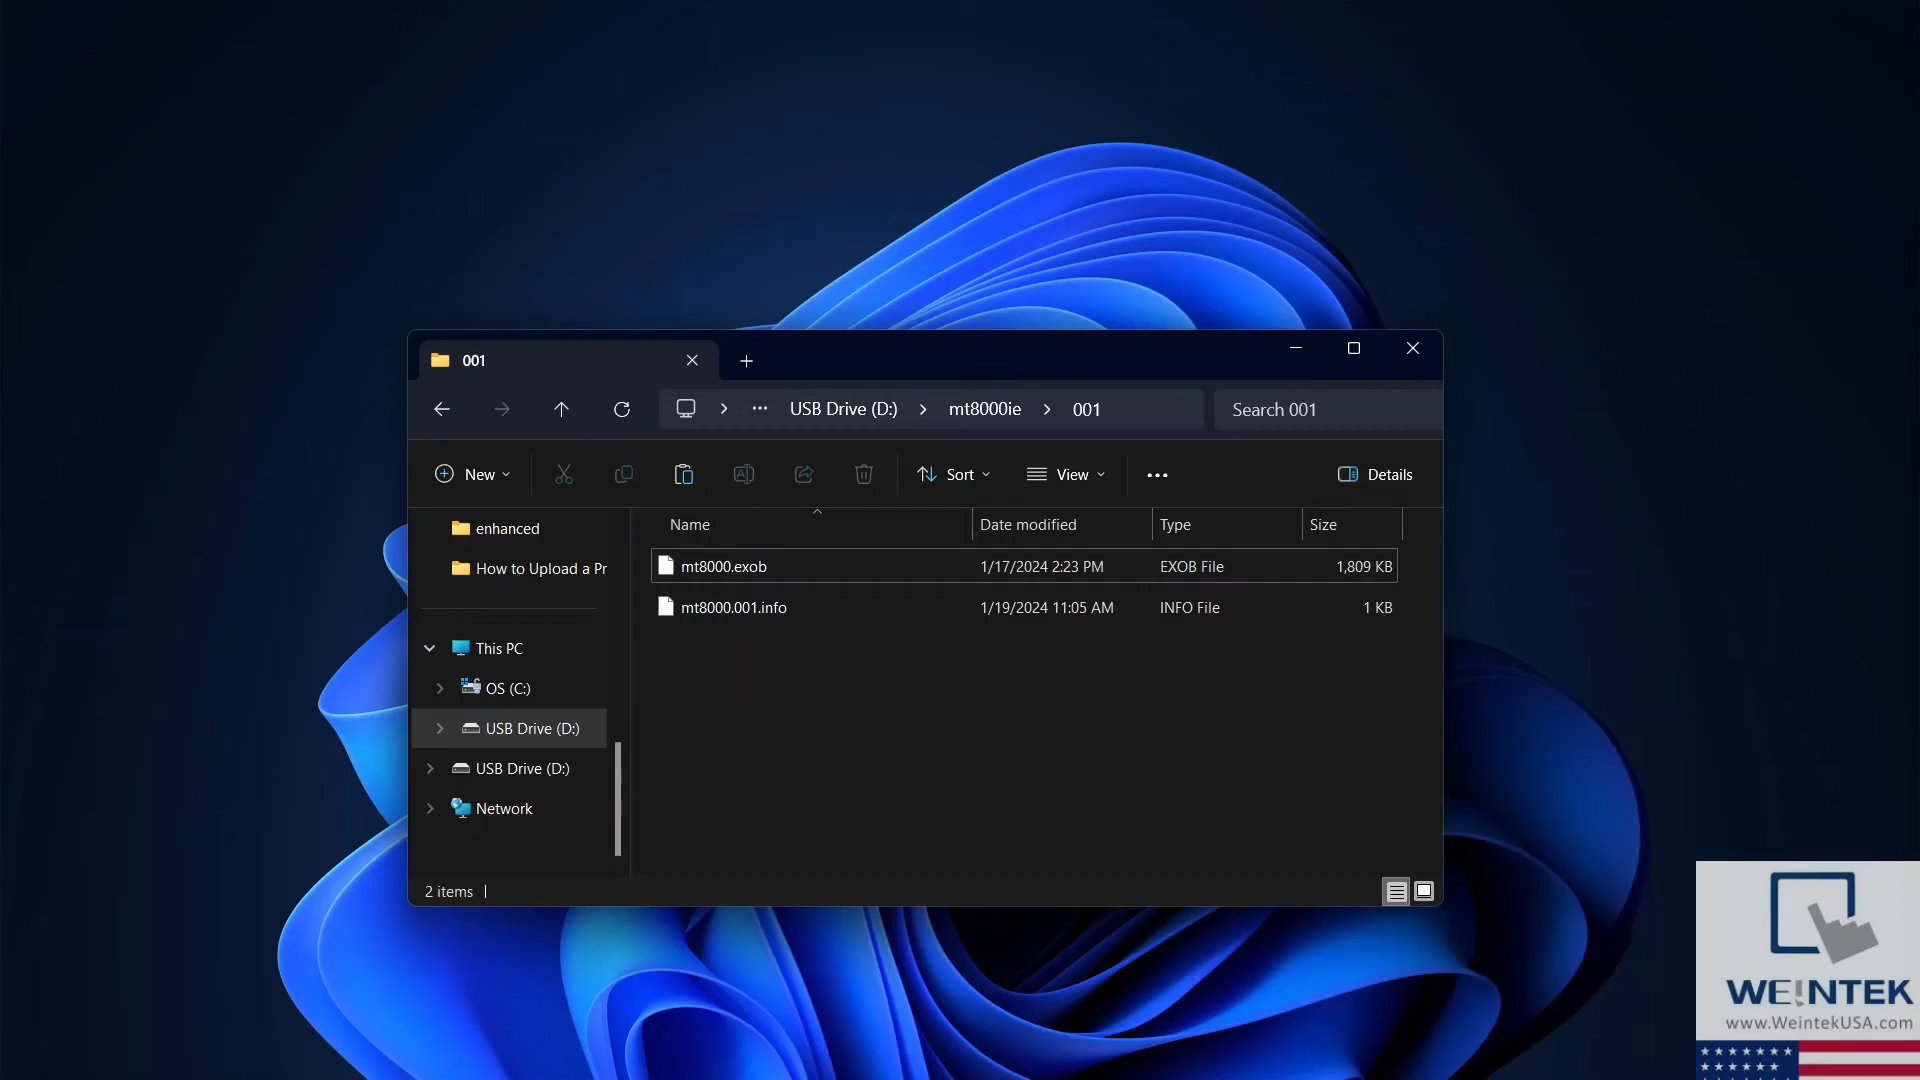 001
USB Drive (D:) mt8000ie 001
Search 001
New
Sort
View
Details
Name Date modified Type Size
mt8000.exob 1/17/2024 2:23 PM EXOB File 1,809 KB
mt8000.001.info 1/19/2024 11:05 AM INFO File 1 KB
enhanced
How to Upload a Pr
This PC
OS (C:)
USB Drive (D:)
USB Drive (D:)
Network
2 items
WEINTEK
www.WeintekUSA.com